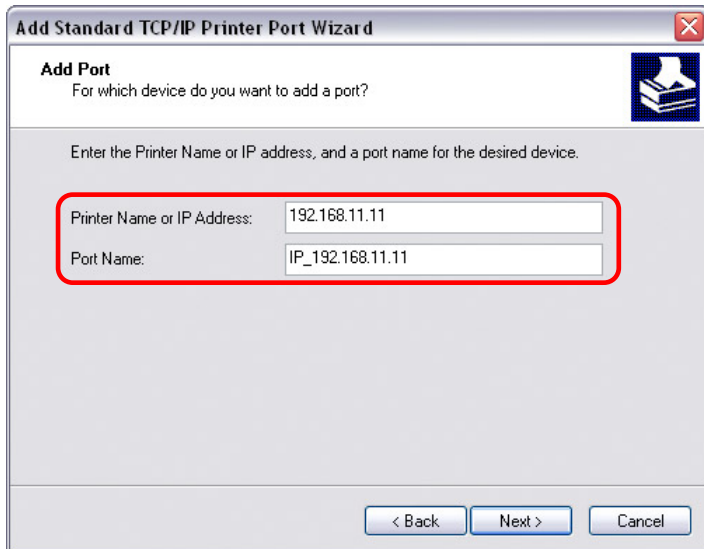 Add Standard TCP/IP Printer Port Wizard
Add Port
For which device do you want to add a port?
Enter the Printer Name or IP address, and a port name for the desired device.
Printer Name or IP Address: 192.168.11.11
Port Name: IP_192.168.11.11
< Back Next > Cancel